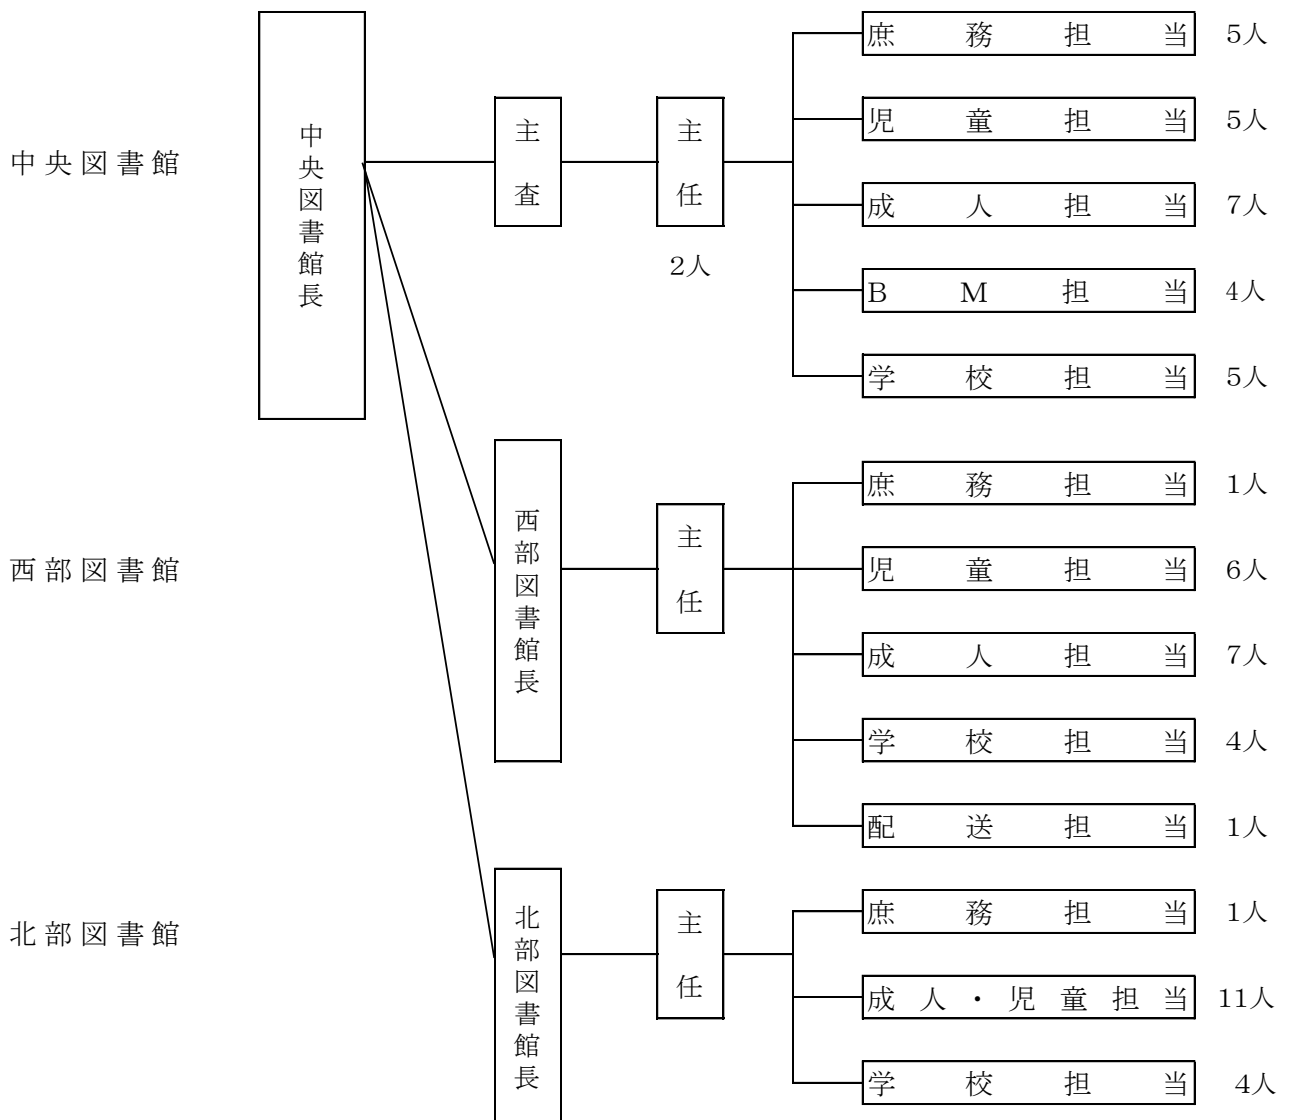 中央図書館
中央図書館長
主査
主任
2人
庶務担当 5人
児童担当 5人
成人担当 7人
BM担当 4人
学校担当 5人
西部図書館
西部図書館長
主任
庶務担当 1人
児童担当 6人
成人担当 7人
学校担当 4人
配送担当 1人
北部図書館
北部図書館長
主任
庶務担当 1人
成人・児童担当 11人
学校担当 4人